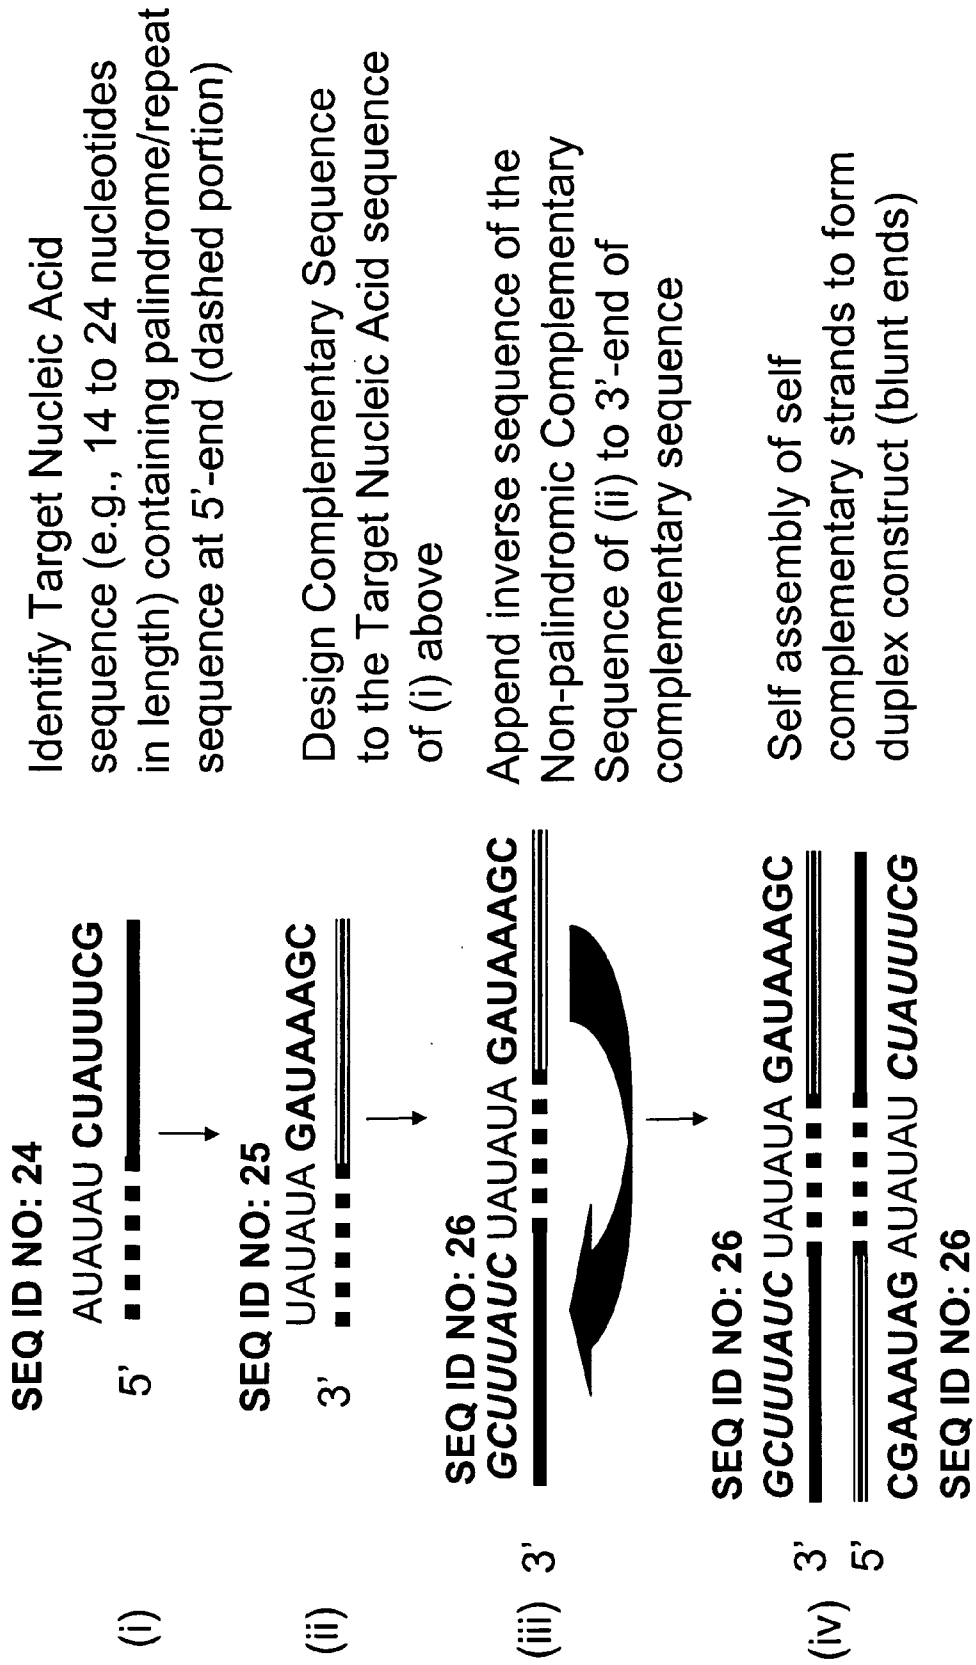 SEQ ID NO: 24
AUAUAU CUAUUUCG
(i)
5'
Identify Target Nucleic Acid
sequence (e.g., 14 to 24 nucleotides
in length) containing palindrome/repeat
sequence at 5'-end (dashed portion)
SEQ ID NO: 25
UAUAUA GAUAAAGC
(ii)
3'
Design Complementary Sequence
to the Target Nucleic Acid sequence
of (i) above
SEQ ID NO: 26
GCUUUAUC UAUAUA GAUAAAGC
(iii)
3'
Append inverse sequence of the
Non-palindromic Complementary
Sequence of (ii) to 3'-end of
complementary sequence
SEQ ID NO: 26
GCUUUAUC UAUAUA GAUAAAGC
(iv)
3'
5'
CGAAAUAG AUAUAU CUAUUUCG
SEQ ID NO: 26
Self assembly of self
complementary strands to form
duplex construct (blunt ends)